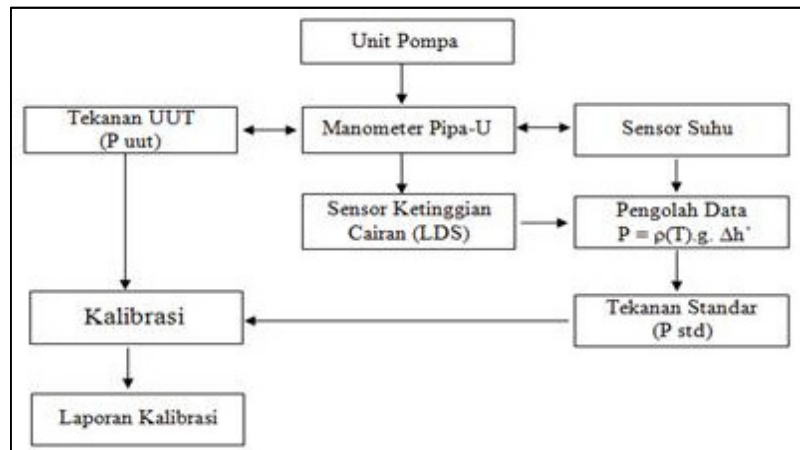 Unit Pompa
Tekanan UUT
(P uut)
Manometer Pipa-U
Sensor Suhu
Sensor Ketinggian
Cairan (LDS)
Pengolah Data
P = ρ(T).g. Δh'
Kalibrasi
Tekanan Standar
(P std)
Laporan Kalibrasi